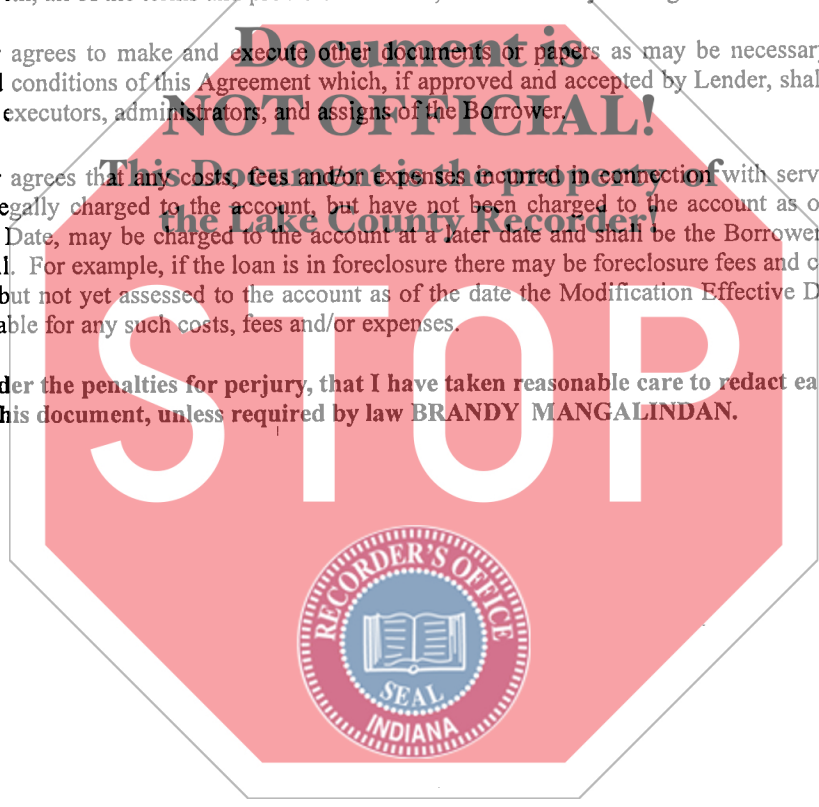 Document is
NOT OFFICIAL!
This Document is the property of
the Lake County Recorder!
agrees to make and execute other documents or papers as may be necessary
conditions of this Agreement which, if approved and accepted by Lender, shal
executors, administrators, and assigns of the Borrower.
agrees that any costs, fees and/or expenses incurred in connection with serv
egally charged to the account, but have not been charged to the account as o
Date, may be charged to the account at a later date and shall be the Borrower
l. For example, if the loan is in foreclosure there may be foreclosure fees and c
but not yet assessed to the account as of the date the Modification Effective D
able for any such costs, fees and/or expenses.
der the penalties for perjury, that I have taken reasonable care to redact ea
his document, unless required by law BRANDY MANGALINDAN.
STOP
RECORDER'S OFFICE
SEAL
INDIANA